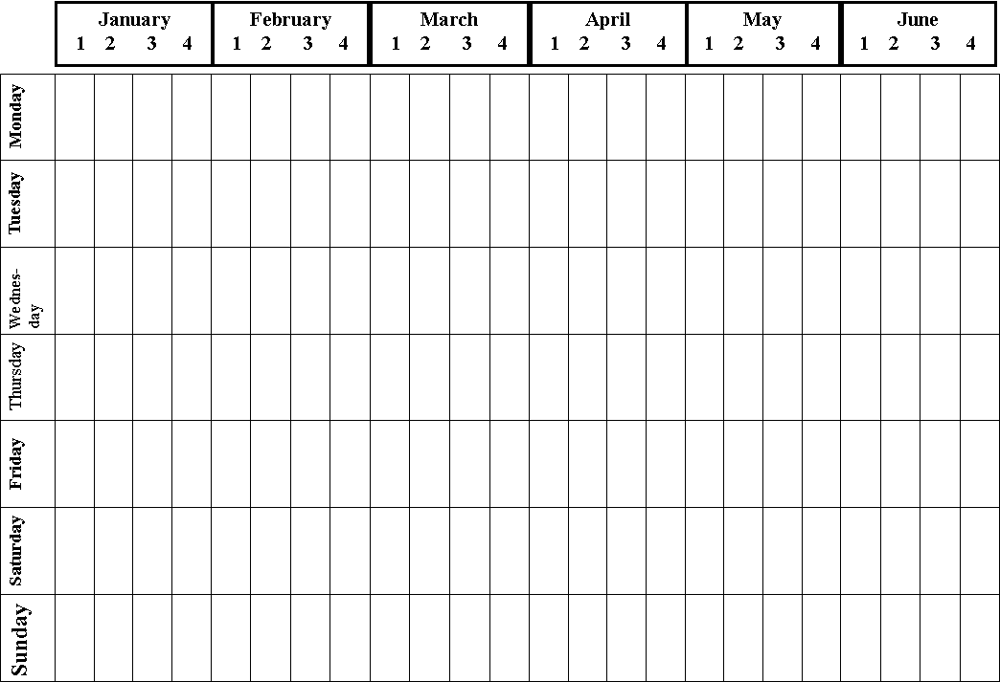 January February March April May June
1 2 3 4 1 2 3 4 1 2 3 4 1 2 3 4 1 2 3 4 1 2 3 4
Monday
Tuesday
Wednes-
day
Thursday
Friday
Saturday
Sunday